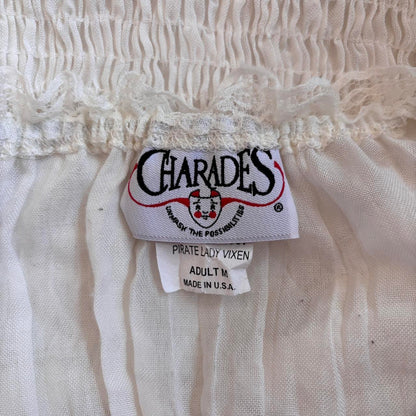 CHARADES
®
UNMASK THE POSSIBILITIES
PIRATE LADY VIXEN
ADULT M
MADE IN U.S.A.